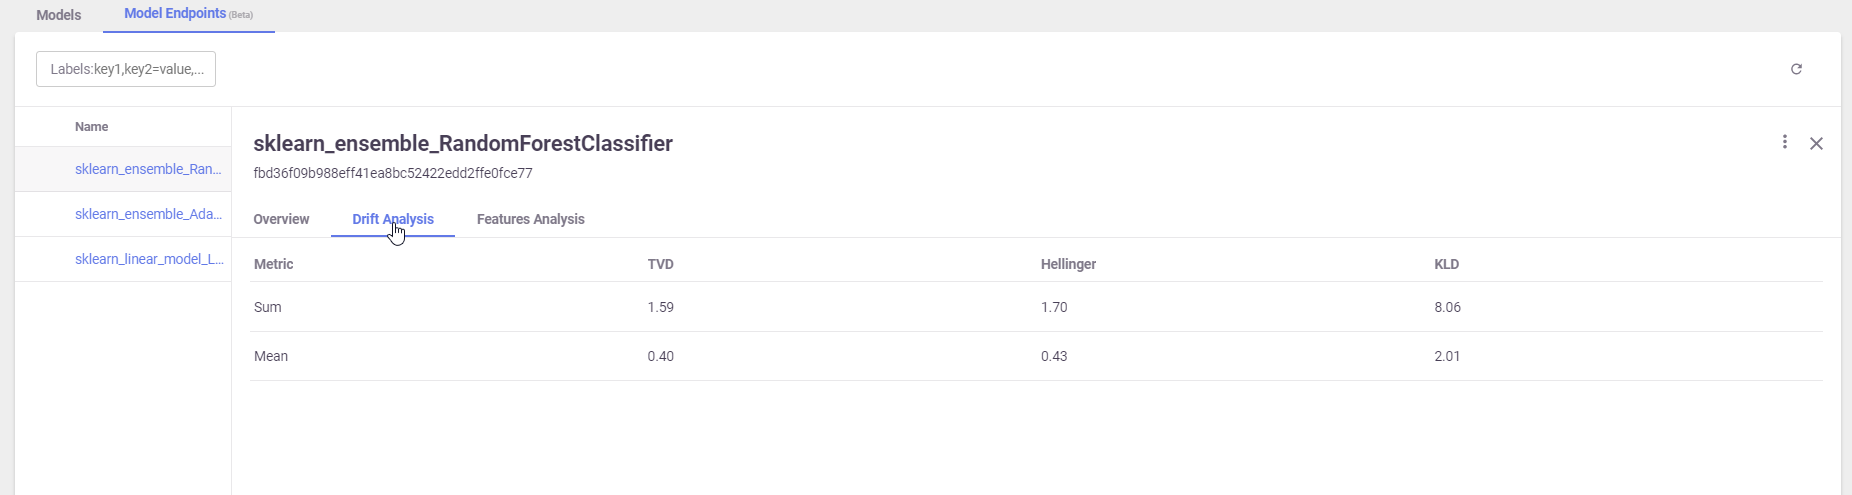 Models Model Endpoints (Beta)
Labels:key1,key2=value,...
Name
sklearn_ensemble_Ran...
sklearn_ensemble_Ada...
sklearn_linear_model_L...
sklearn_ensemble_RandomForestClassifier
fbd36f09b988eff41ea8bc52422edd2ffe0fce77
Overview Drift Analysis Features Analysis
Metric TVD Hellinger KLD
Sum 1.59 1.70 8.06
Mean 0.40 0.43 2.01